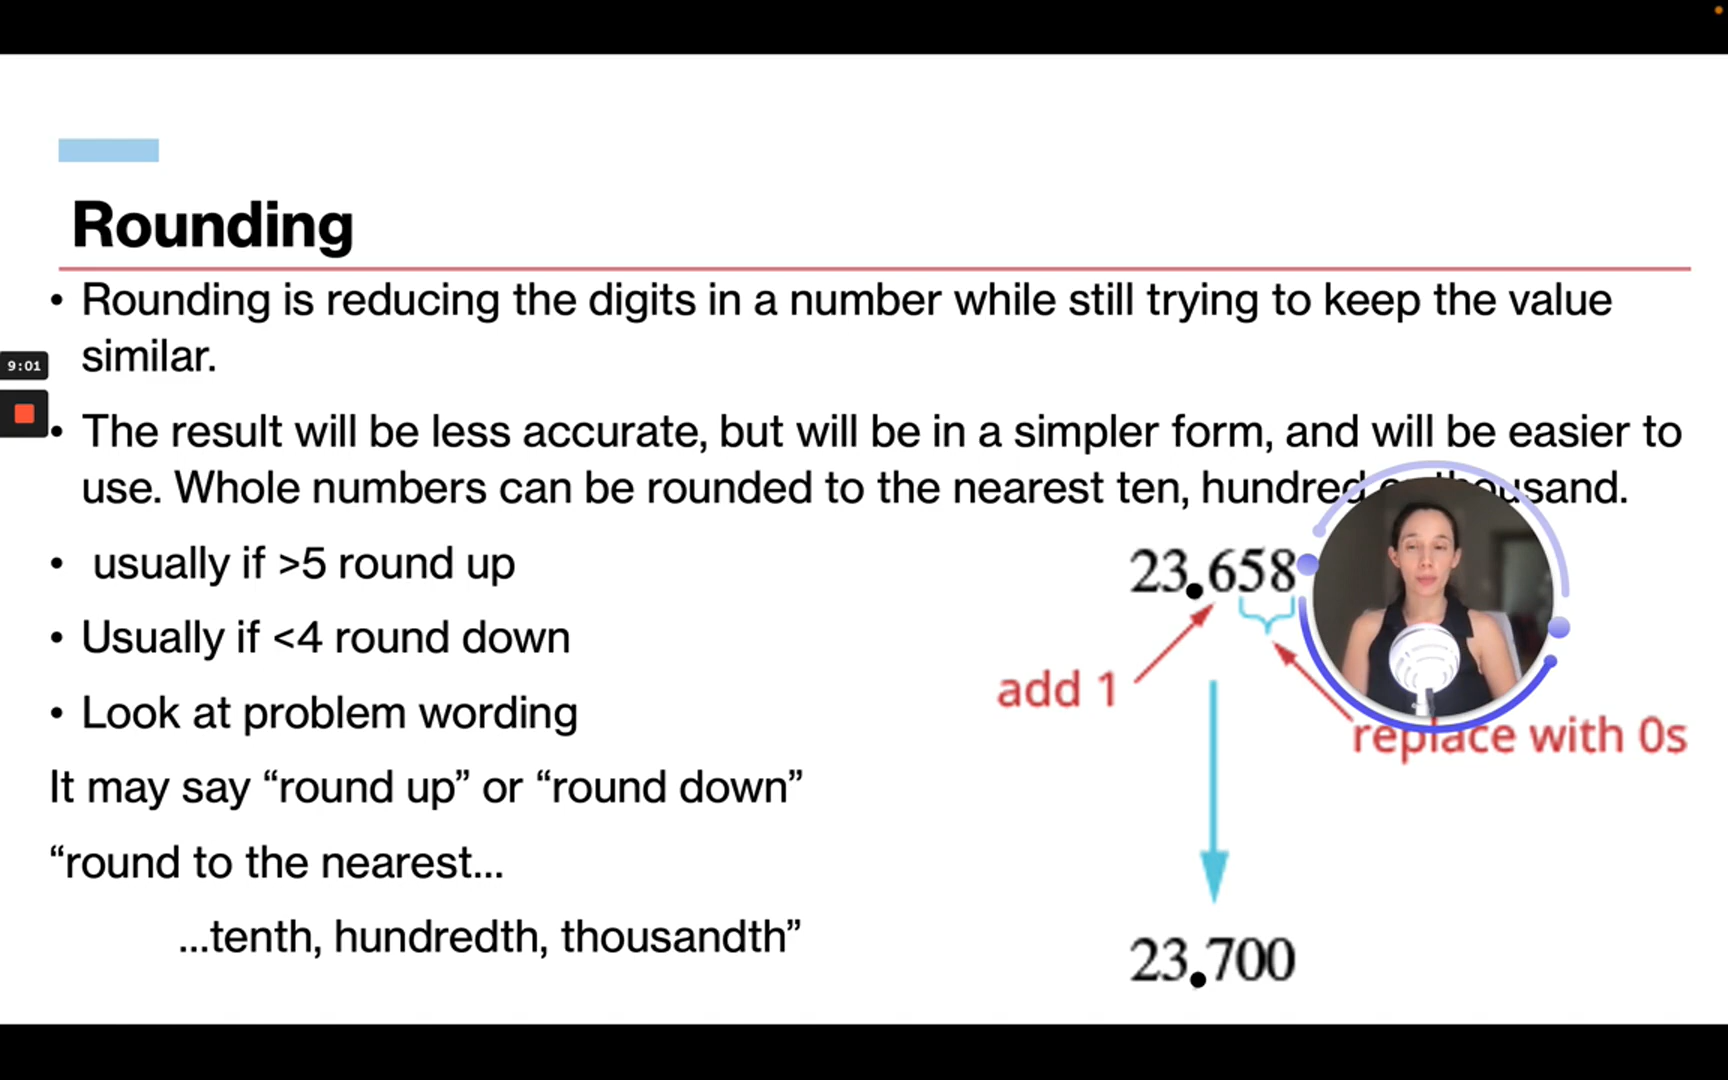 Rounding
• Rounding is reducing the digits in a number while still trying to keep the value
similar.
9:01
• The result will be less accurate, but will be in a simpler form, and will be easier to
use. Whole numbers can be rounded to the nearest ten, hundred
• usually if >5 round up
23.658
• Usually if <4 round down
add 1
• Look at problem wording
replace with 0s
It may say “round up” or “round down”
“round to the nearest...
...tenth, hundredth, thousandth”
23.700